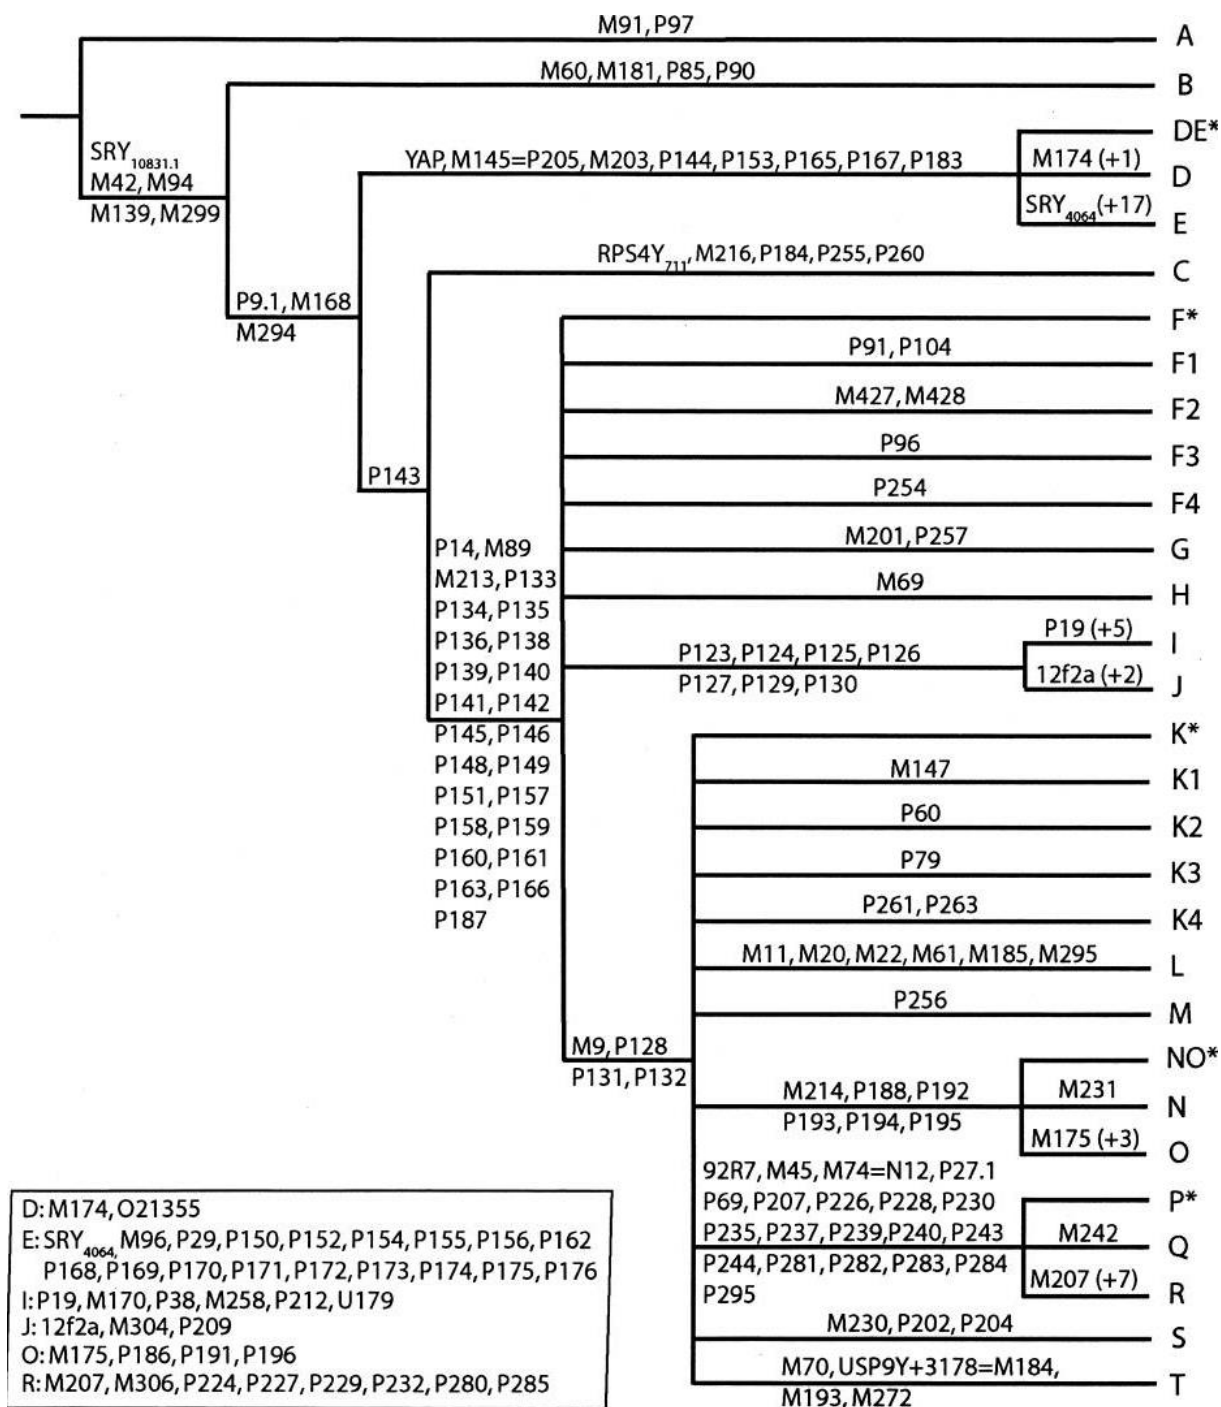 M91, P97
A
M60, M181, P85, P90
B
DE*
SRY10831.1
M42, M94
M139, M299
YAP, M145=P205, M203, P144, P153, P165, P167, P183
M174 (+1)
D
SRY4064(+17)
E
RPS4Y711, M216, P184, P255, P260
C
P9.1, M168
M294
F*
P91, P104
F1
M427, M428
F2
P96
F3
P143
P254
F4
P14, M89
M213, P133
P134, P135
P136, P138
P139, P140
P141, P142
P145, P146
P148, P149
P151, P157
P158, P159
P160, P161
P163, P166
P187
M201, P257
G
M69
H
P123, P124, P125, P126
P127, P129, P130
P19 (+5)
I
12f2a (+2)
J
K*
M147
K1
P60
K2
P79
K3
P261, P263
K4
M11, M20, M22, M61, M185, M295
L
P256
M
M9, P128
P131, P132
NO*
M214, P188, P192
P193, P194, P195
M231
N
M175 (+3)
O
92R7, M45, M74=N12, P27.1
P69, P207, P226, P228, P230
P235, P237, P239, P240, P243
P244, P281, P282, P283, P284
P295
P*
M242
Q
M207 (+7)
R
M230, P202, P204
S
M70, USP9Y+3178=M184,
M193, M272
T
D: M174, O21355
E: SRY4064, M96, P29, P150, P152, P154, P155, P156, P162
P168, P169, P170, P171, P172, P173, P174, P175, P176
I: P19, M170, P38, M258, P212, U179
J: 12f2a, M304, P209
O: M175, P186, P191, P196
R: M207, M306, P224, P227, P229, P232, P280, P285